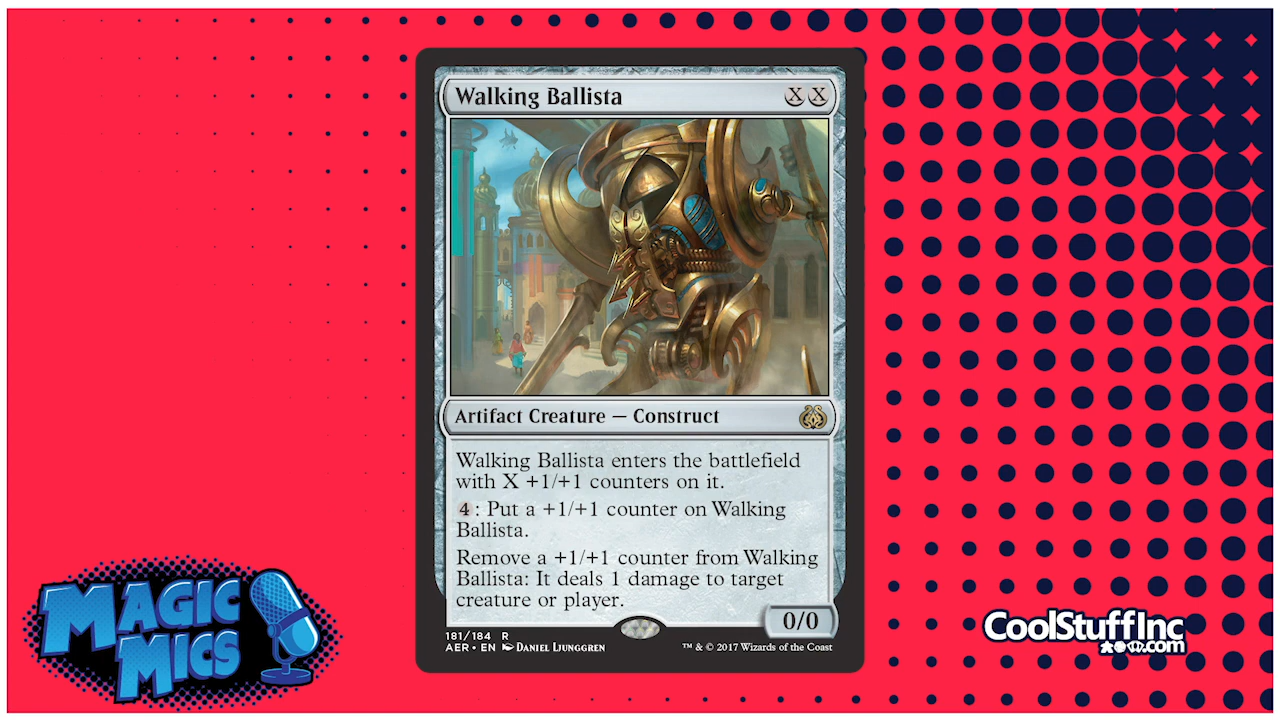 Walking Ballista XX
Artifact Creature — Construct
Walking Ballista enters the battlefield
with X +1/+1 counters on it.
4: Put a +1/+1 counter on Walking
Ballista.
Remove a +1/+1 counter from Walking
Ballista: It deals 1 damage to target
creature or player.
0/0
181/184 R
AER • EN Daniel Ljunggren
™ & © 2017 Wizards of the Coast
MAGIC
MICS
CoolStuffInc
.com